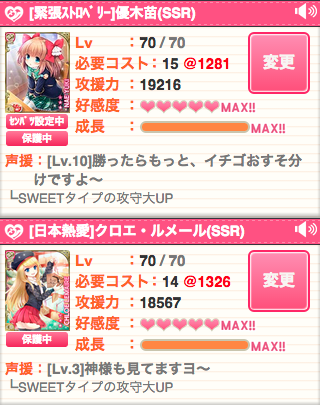 [緊張ｽﾄﾛﾍﾞﾘｰ]優木苗(SSR)
Lv : 70 / 70
必要コスト : 15 @1281
変更
攻援力 : 19216
好感度 : MAX!!
ｾﾝﾊﾞﾂ設定中
成長 : MAX!!
保護中
声援：[Lv.10]勝ったらもっと、イチゴおすそ分
けですよ〜
└SWEETタイプの攻守大UP
[日本熱愛]クロエ・ルメール(SSR)
Lv : 70 / 70
必要コスト : 14 @1326
変更
攻援力 : 18567
好感度 : MAX!!
保護中
成長 : MAX!!
声援：[Lv.3]神様も見てますヨ〜
└SWEETタイプの攻守大UP